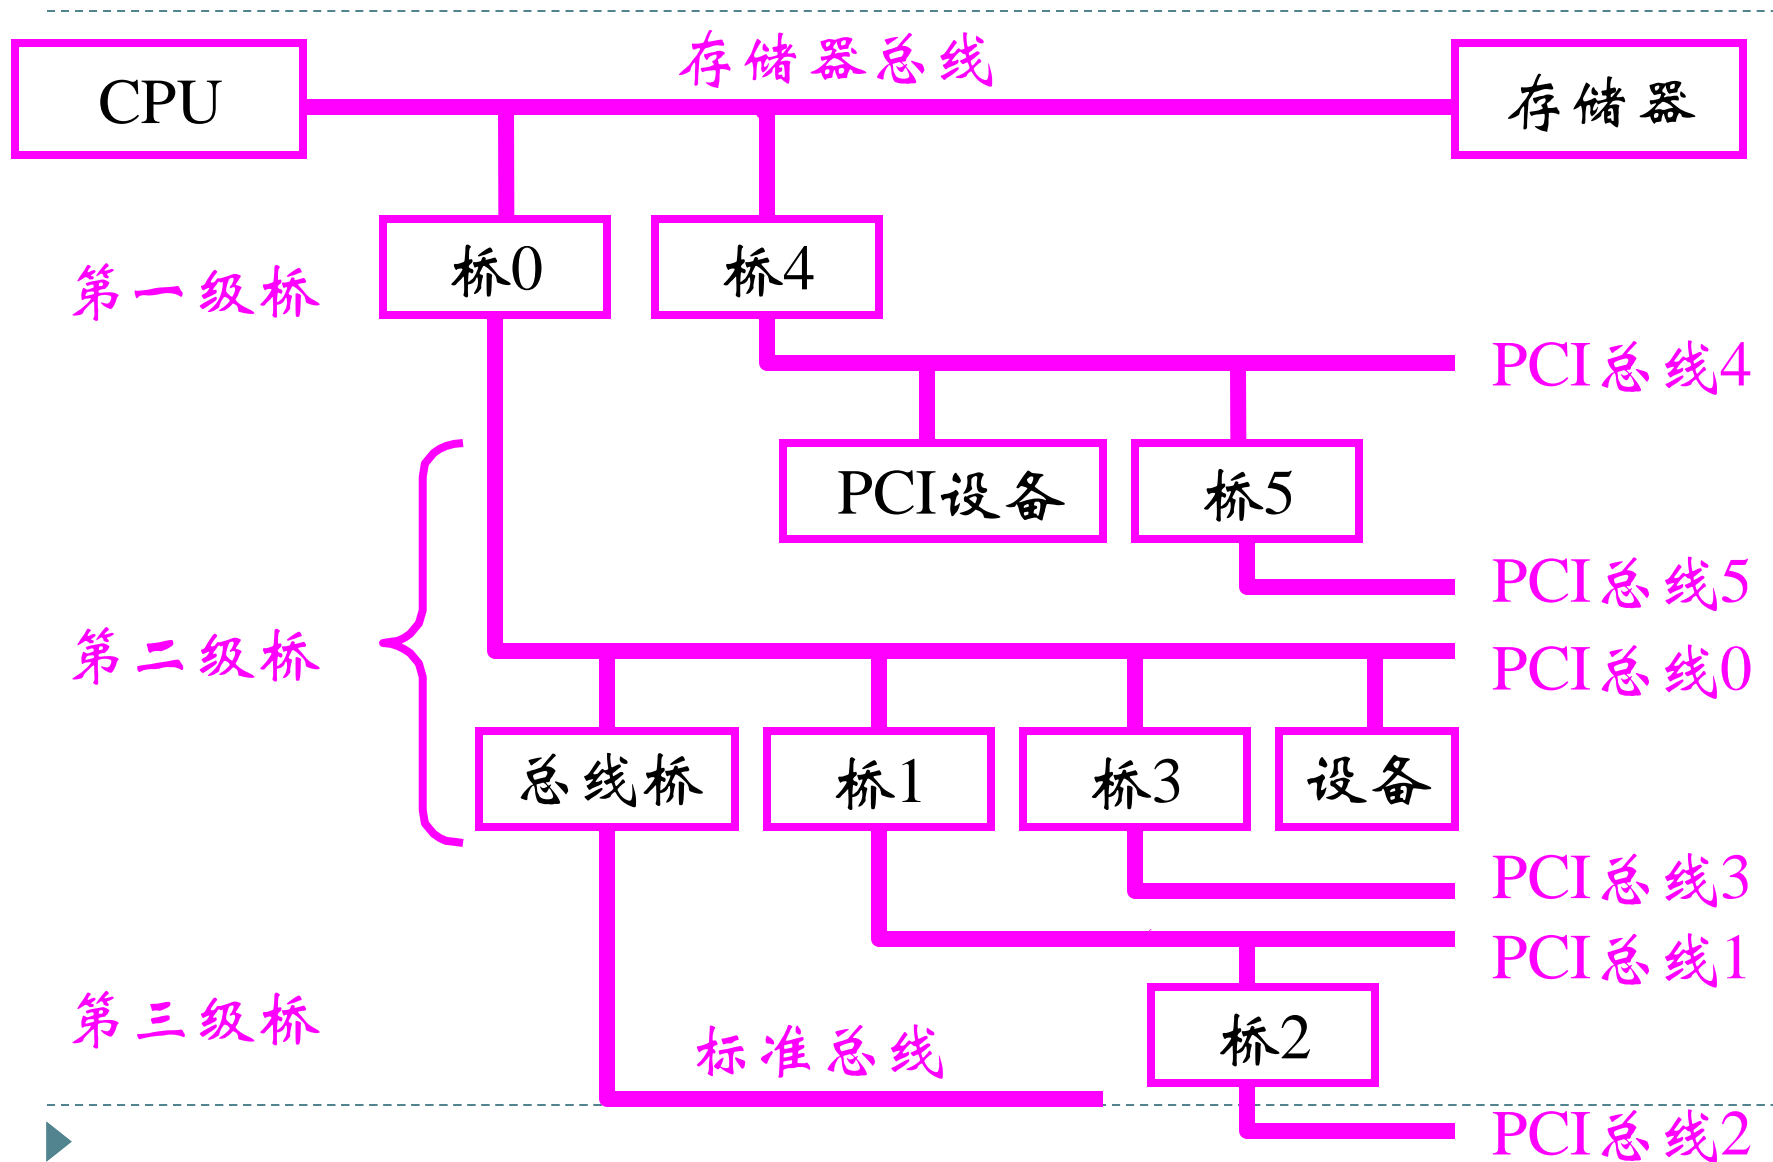 存储器总线
CPU
存储器
桥0
桥4
第一级桥
PCI总线4
PCI设备
桥5
PCI总线5
第二级桥
PCI总线0
总线桥
桥1
桥3
设备
PCI总线3
PCI总线1
第三级桥
标准总线
桥2
PCI总线2